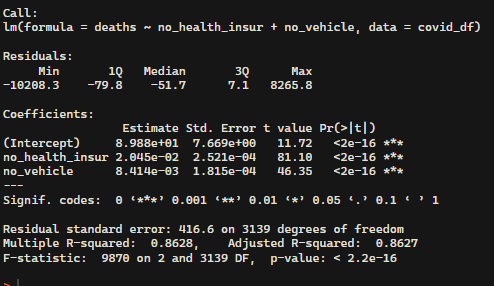 Call:
lm(formula = deaths ~ no_health_insur + no_vehicle, data = covid_df)

Residuals:
     Min       1Q   Median       3Q      Max
-10208.3    -79.8    -51.7      7.1   8265.8

Coefficients:
                 Estimate Std. Error t value Pr(>|t|)
(Intercept)     8.988e+01  7.669e+00   11.72   <2e-16 ***
no_health_insur 2.045e-02  2.521e-04   81.10   <2e-16 ***
no_vehicle      8.414e-03  1.815e-04   46.35   <2e-16 ***
---
Signif. codes:  0 ‘***’ 0.001 ‘**’ 0.01 ‘*’ 0.05 ‘.’ 0.1 ‘ ’ 1

Residual standard error: 416.6 on 3139 degrees of freedom
Multiple R-squared:  0.8628,    Adjusted R-squared:  0.8627
F-statistic:  9870 on 2 and 3139 DF,  p-value: < 2.2e-16

>